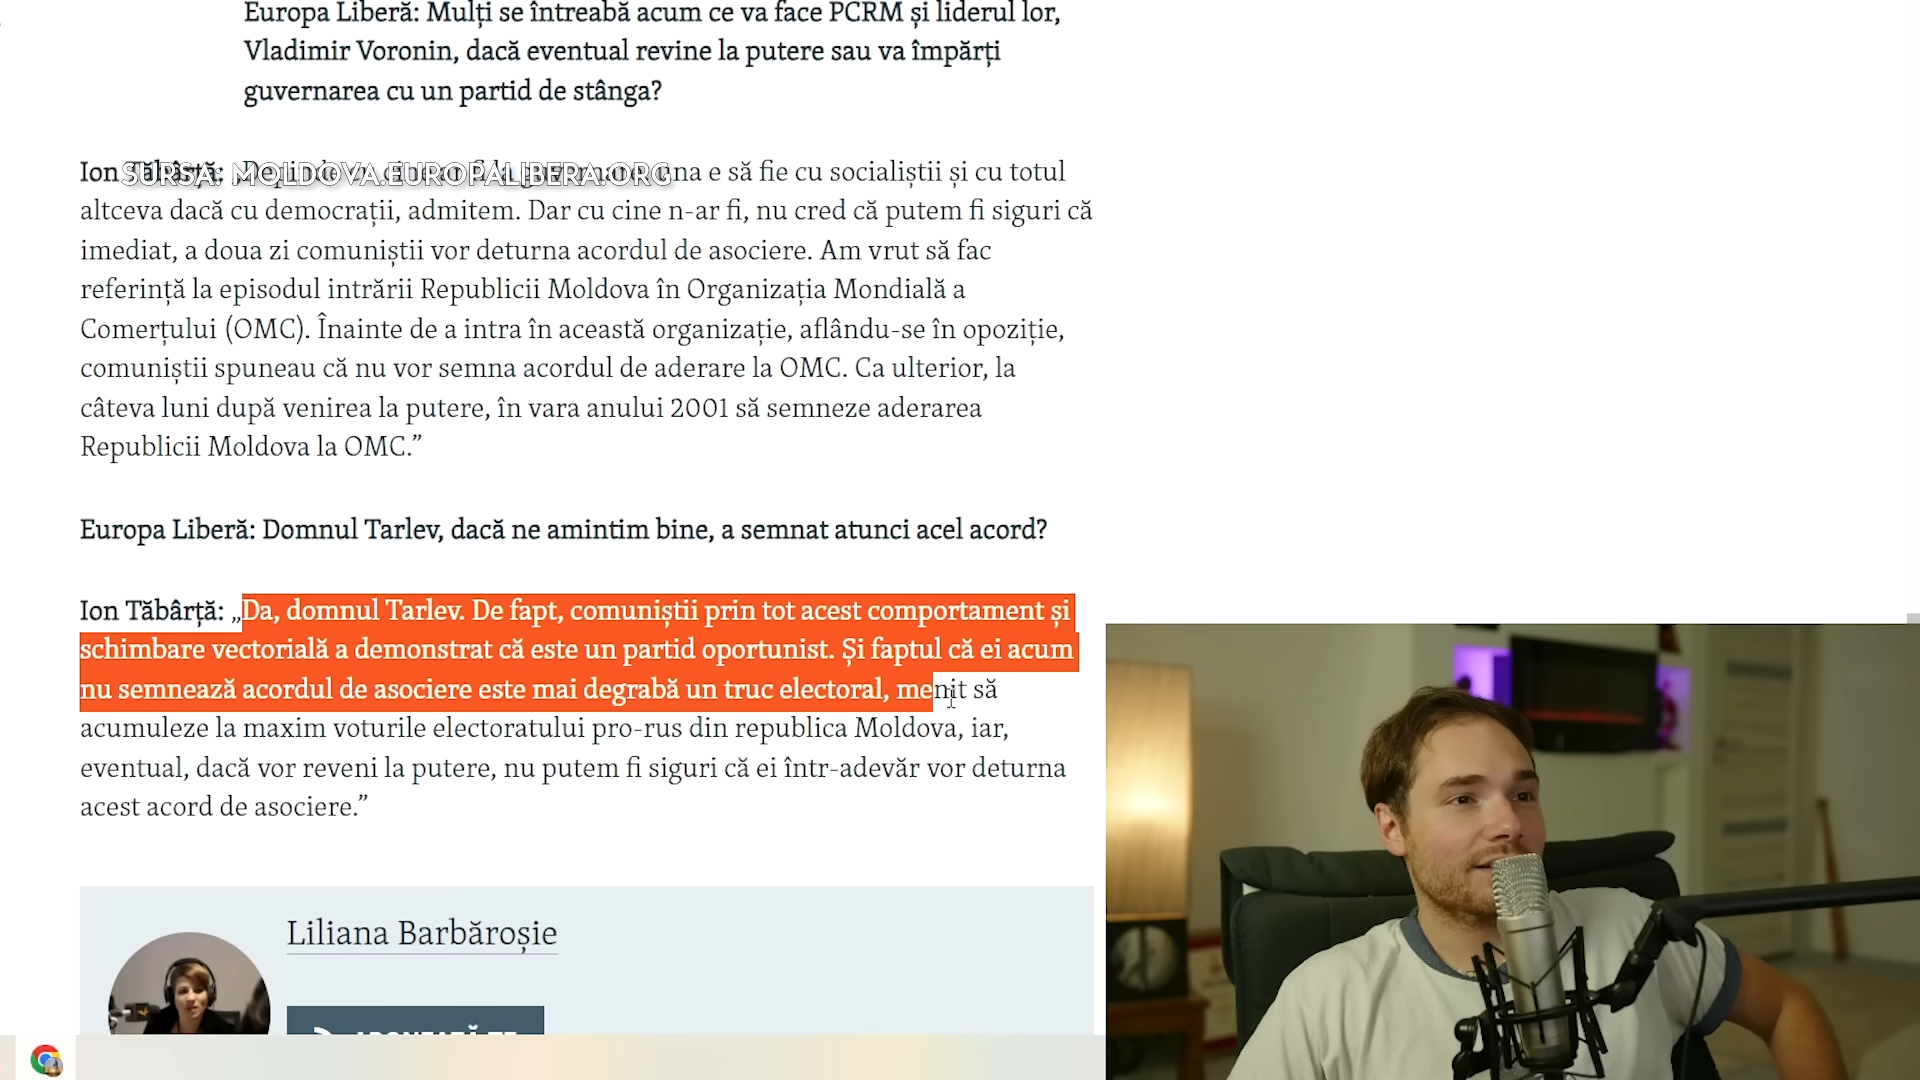 Europa Liberă: Mulți se întreabă acum ce va face PCRM și liderul lor,
Vladimir Voronin, dacă eventual revine la putere sau va împărți
guvernarea cu un partid de stânga?
SURSA: MOLDOVA.EUROPALIBERA.ORG
Ion Tăbârță: una e să fie cu socialiștii și cu totul
altceva dacă cu democrații, admitem. Dar cu cine n-ar fi, nu cred că putem fi siguri că
imediat, a doua zi comuniștii vor deturna acordul de asociere. Am vrut să fac
referință la episodul intrării Republicii Moldova în Organizația Mondială a
Comerțului (OMC). Înainte de a intra în această organizație, aflându-se în opoziție,
comuniștii spuneau că nu vor semna acordul de aderare la OMC. Ca ulterior, la
câteva luni după venirea la putere, în vara anului 2001 să semneze aderarea
Republicii Moldova la OMC.”
Europa Liberă: Domnul Tarlev, dacă ne amintim bine, a semnat atunci acel acord?
Ion Tăbârță: „Da, domnul Tarlev. De fapt, comuniștii prin tot acest comportament și
schimbare vectorială a demonstrat că este un partid oportunist. Și faptul că ei acum
nu semnează acordul de asociere este mai degrabă un truc electoral, menit să
acumuleze la maxim voturile electoratului pro-rus din republica Moldova, iar,
eventual, dacă vor reveni la putere, nu putem fi siguri că ei într-adevăr vor deturna
acest acord de asociere.”
Liliana Barbăroșie